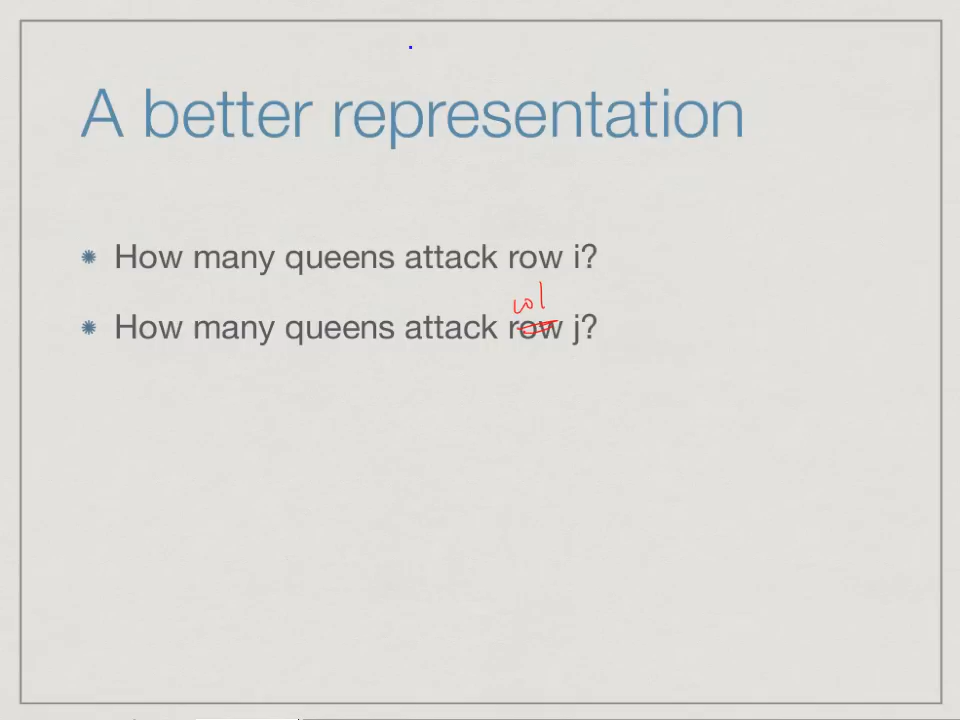 A better representation
How many queens attack row i?
col
How many queens attack row j?